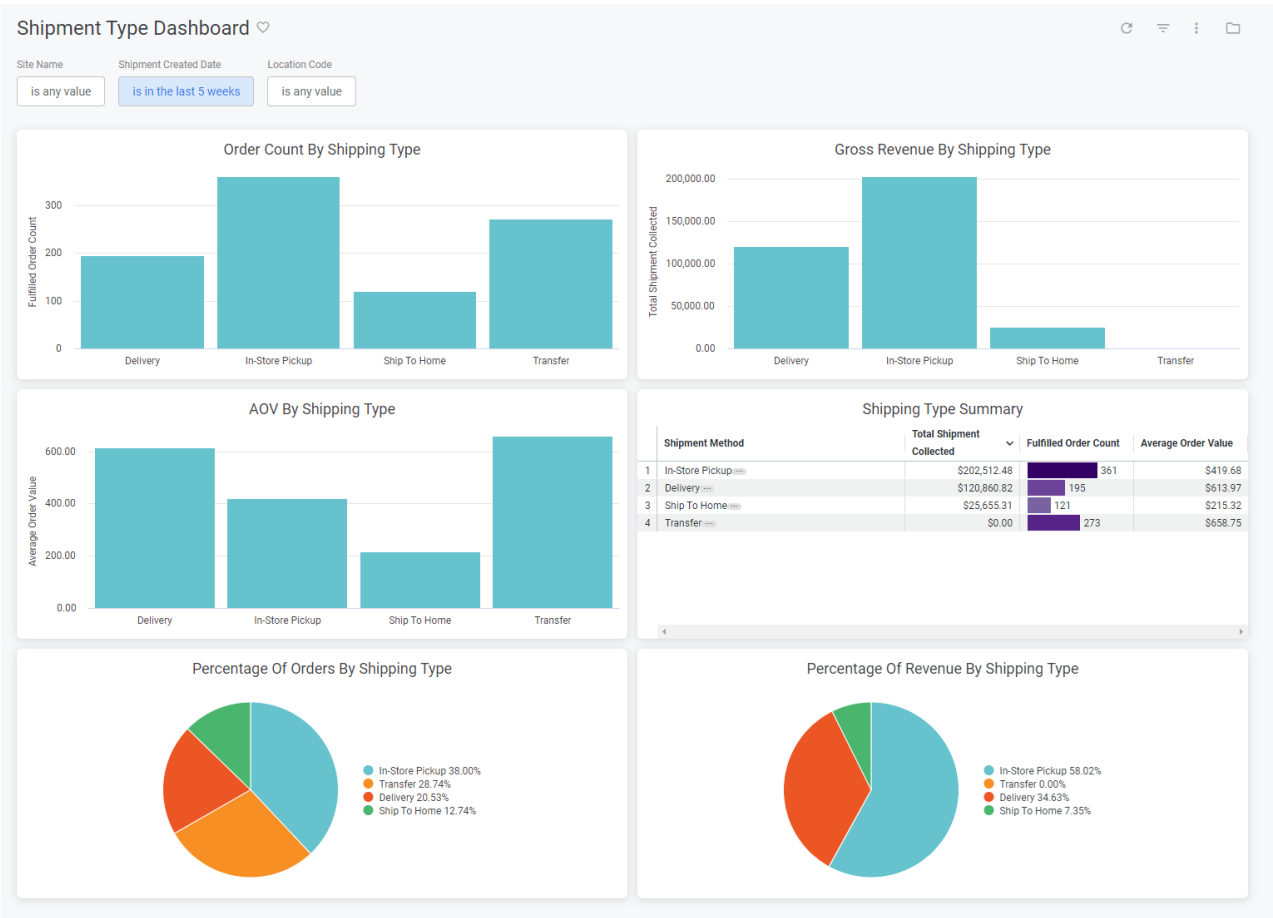 Shipment Type Dashboard
Site Name
Shipment Created Date
Location Code
is any value
is in the last 5 weeks
is any value
Order Count By Shipping Type
Fulfilled Order Count
300
200
100
0
Delivery
In-Store Pickup
Ship To Home
Transfer
Gross Revenue By Shipping Type
Total Shipment Collected
200,000.00
150,000.00
100,000.00
50,000.00
0.00
Delivery
In-Store Pickup
Ship To Home
Transfer
AOV By Shipping Type
Average Order Value
600.00
400.00
200.00
0.00
Delivery
In-Store Pickup
Ship To Home
Transfer
Shipping Type Summary
Shipment Method
Total Shipment
Collected
Fulfilled Order Count
Average Order Value
1 In-Store Pickup $202,512.48 361 $419.68
2 Delivery $120,860.82 195 $613.97
3 Ship To Home $25,655.31 121 $215.32
4 Transfer $0.00 273 $658.75
Percentage Of Orders By Shipping Type
In-Store Pickup 38.00%
Transfer 28.74%
Delivery 20.53%
Ship To Home 12.74%
Percentage Of Revenue By Shipping Type
In-Store Pickup 58.02%
Transfer 0.00%
Delivery 34.63%
Ship To Home 7.35%